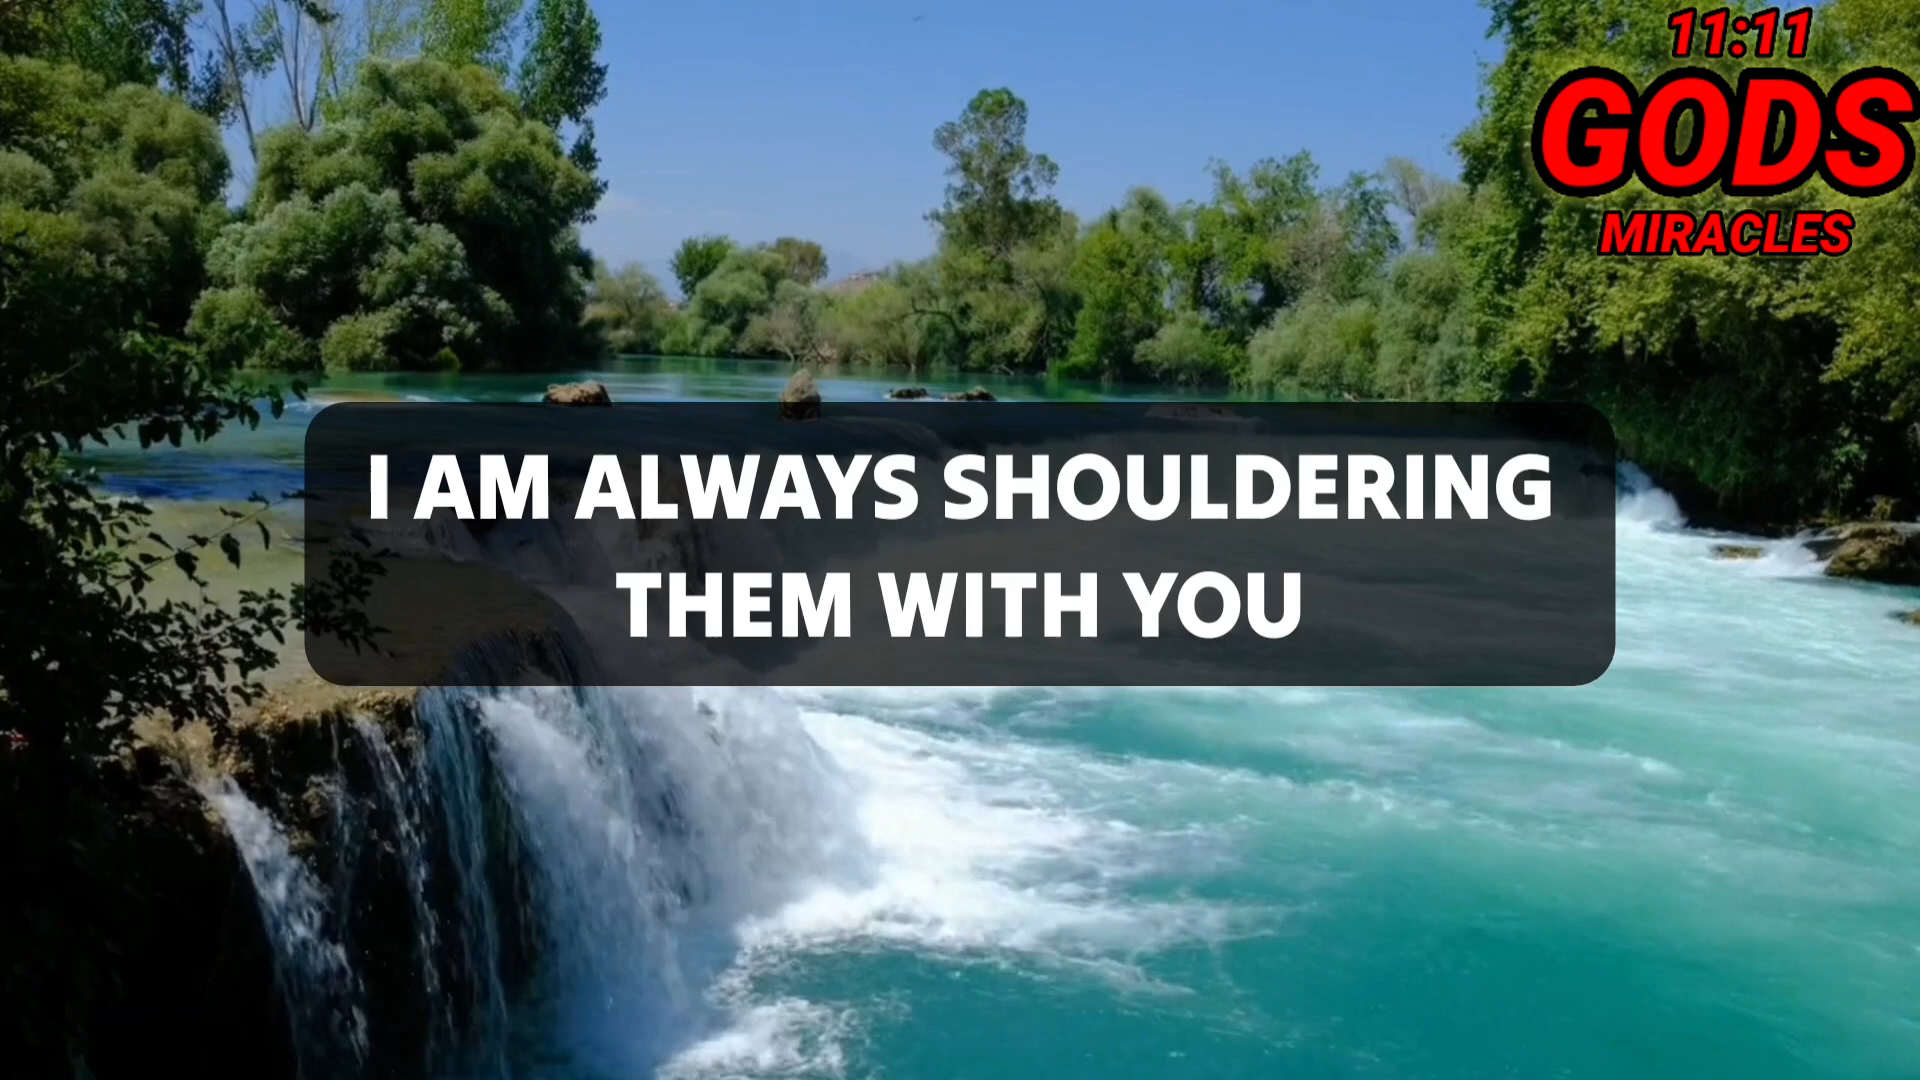 11:11
GODS
MIRACLES
I AM ALWAYS SHOULDERING
THEM WITH YOU